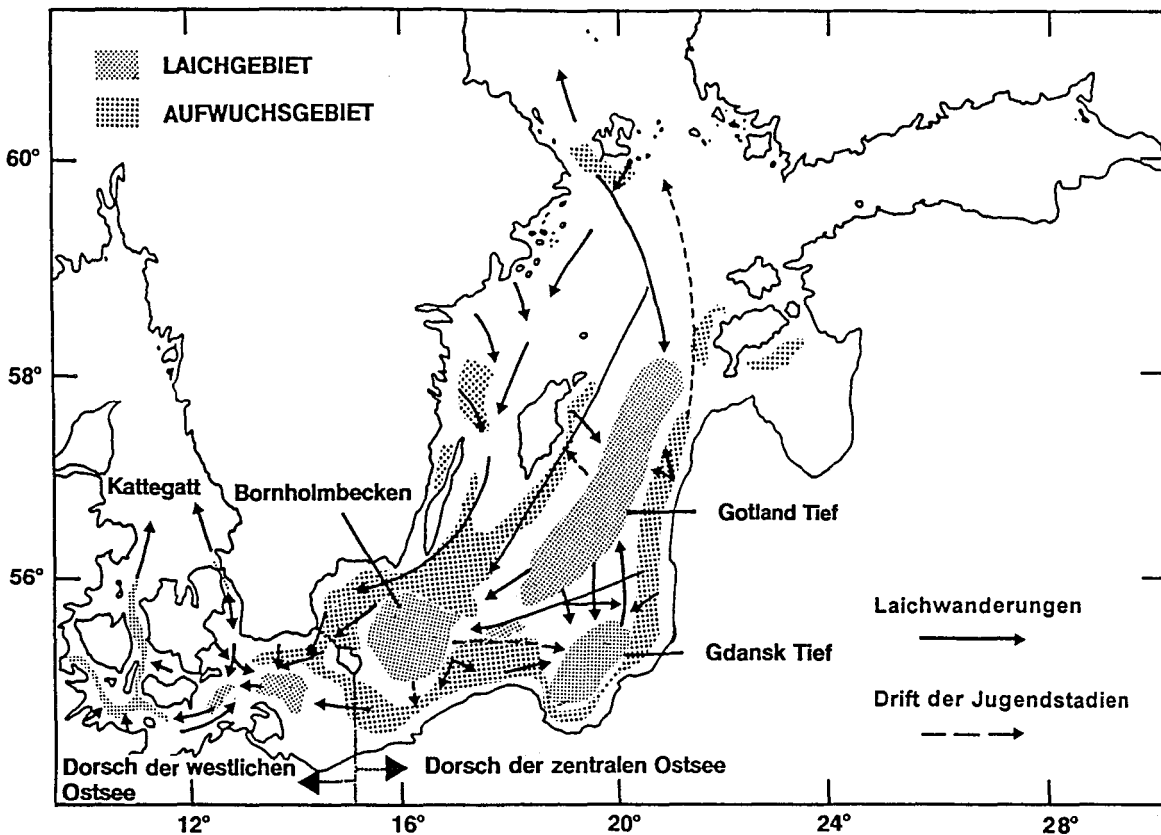 LAICHGEBIET
AUFWUCHSGEBIET
60°
58°
Kattegatt
Bornholmbecken
Gotland Tief
56°
Laichwanderungen
Gdansk Tief
Drift der Jugendstadien
Dorsch der westlichen
Ostsee
Dorsch der zentralen Ostsee
12°
16°
20°
24°
28°